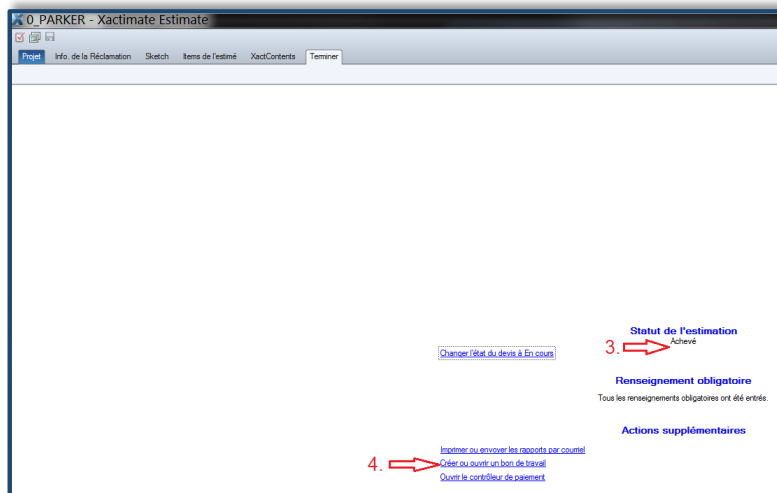 0_PARKER - Xactimate Estimate
Projet Info. de la Réclamation Sketch Items de l'estimé XactContents Terminer
Statut de l'estimation
3. Achevé
Changer l'état du devis à En cours
Renseignement obligatoire
Tous les renseignements obligatoires ont été entrés.
Actions supplémentaires
Imprimer ou envoyer les rapports par courriel
4. Créer ou ouvrir un bon de travail
Ouvrir le contrôleur de paiement